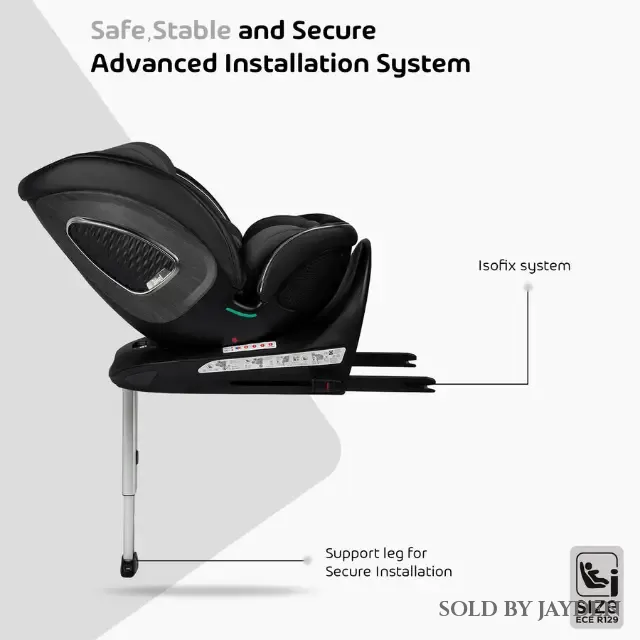 Safe,Stable and Secure
Advanced Installation System
Isofix system
Support leg for
Secure Installation
i
SIZE
ECE R129
SOLD BY JAYDEN